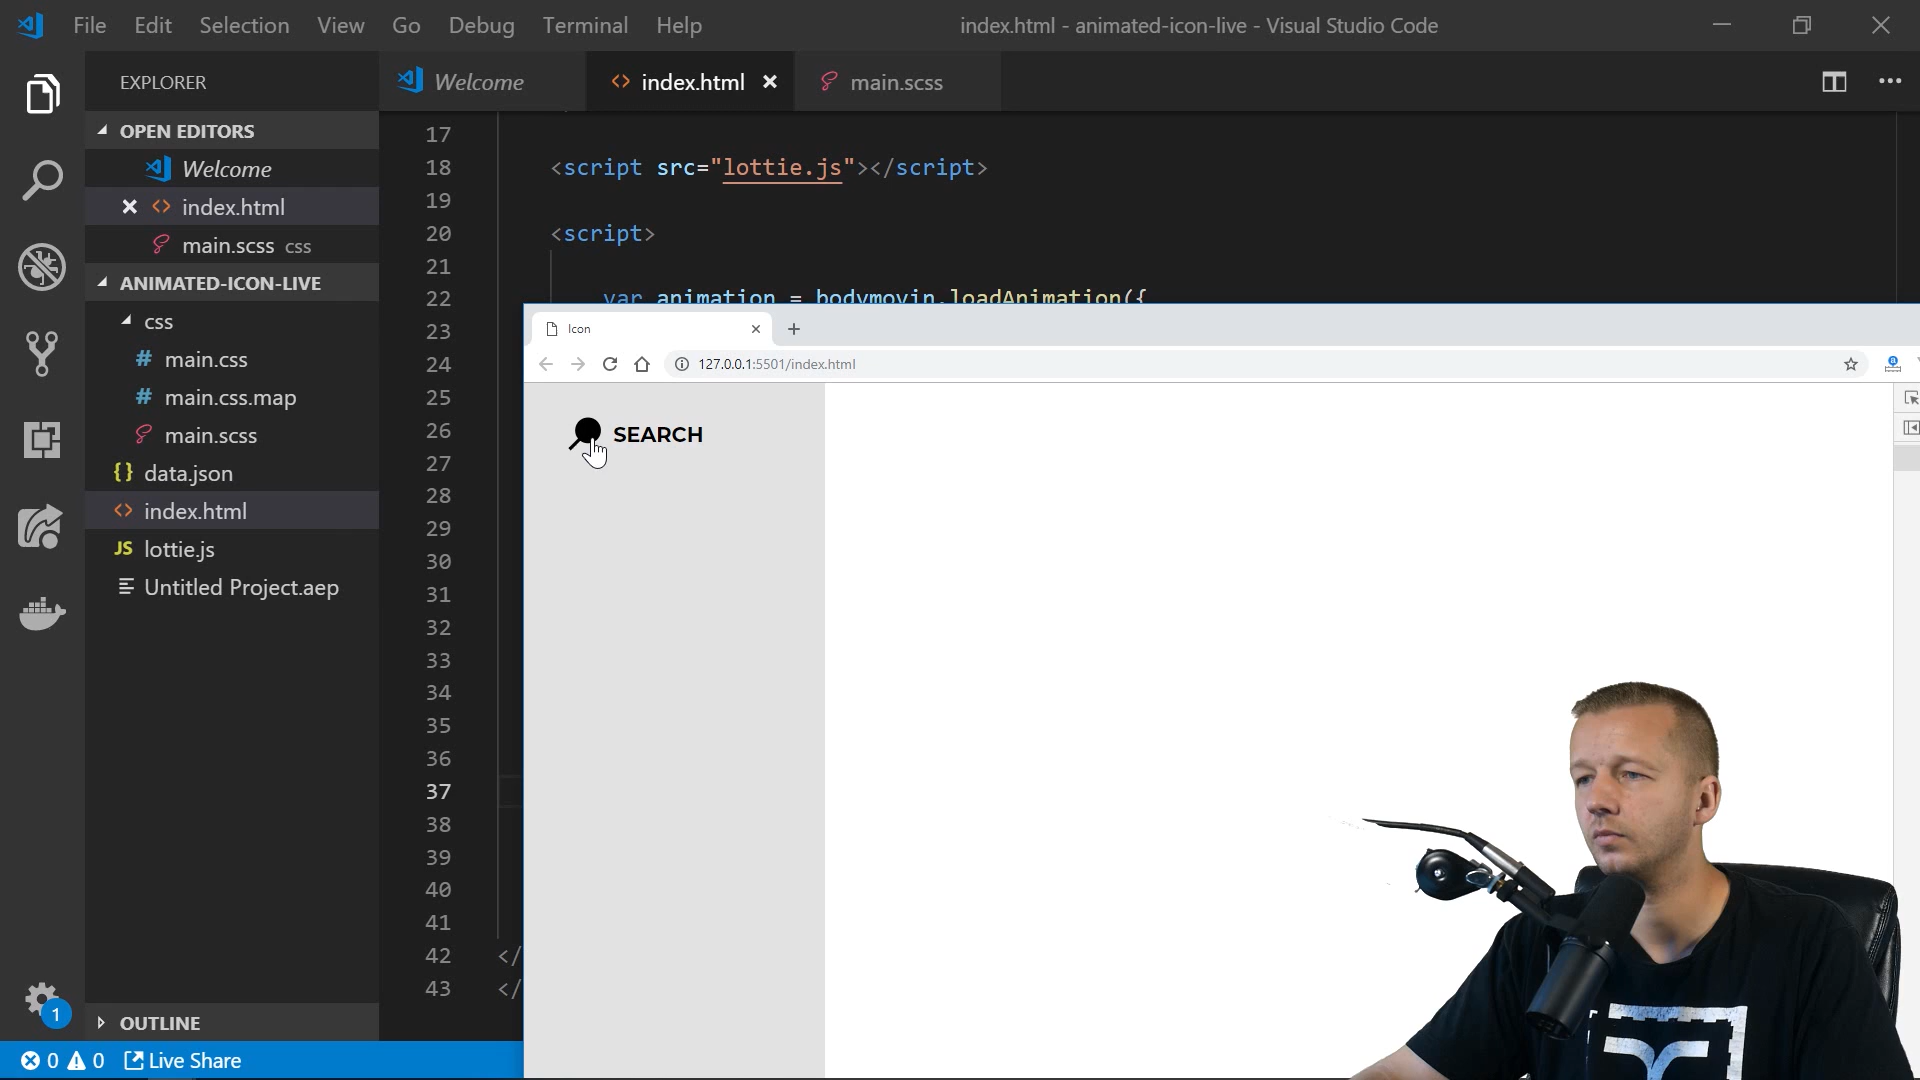 File Edit Selection View Go Debug Terminal Help
index.html - animated-icon-live - Visual Studio Code
EXPLORER
Welcome
index.html
main.scss
OPEN EDITORS
Welcome
index.html
main.scss css
ANIMATED-ICON-LIVE
css
# main.css
# main.css.map
main.scss
{} data.json
<> index.html
JS lottie.js
Untitled Project.aep
OUTLINE
1
0 0 Live Share
17
18 <script src="lottie.js"></script>
19
20 <script>
21
22 var animation = bodymovin.loadAnimation({
23
24
25
26
27
28
29
30
31
32
33
34
35
36
37
38
39
40
41
42 </
43 </
Icon
127.0.0.1:5501/index.html
SEARCH